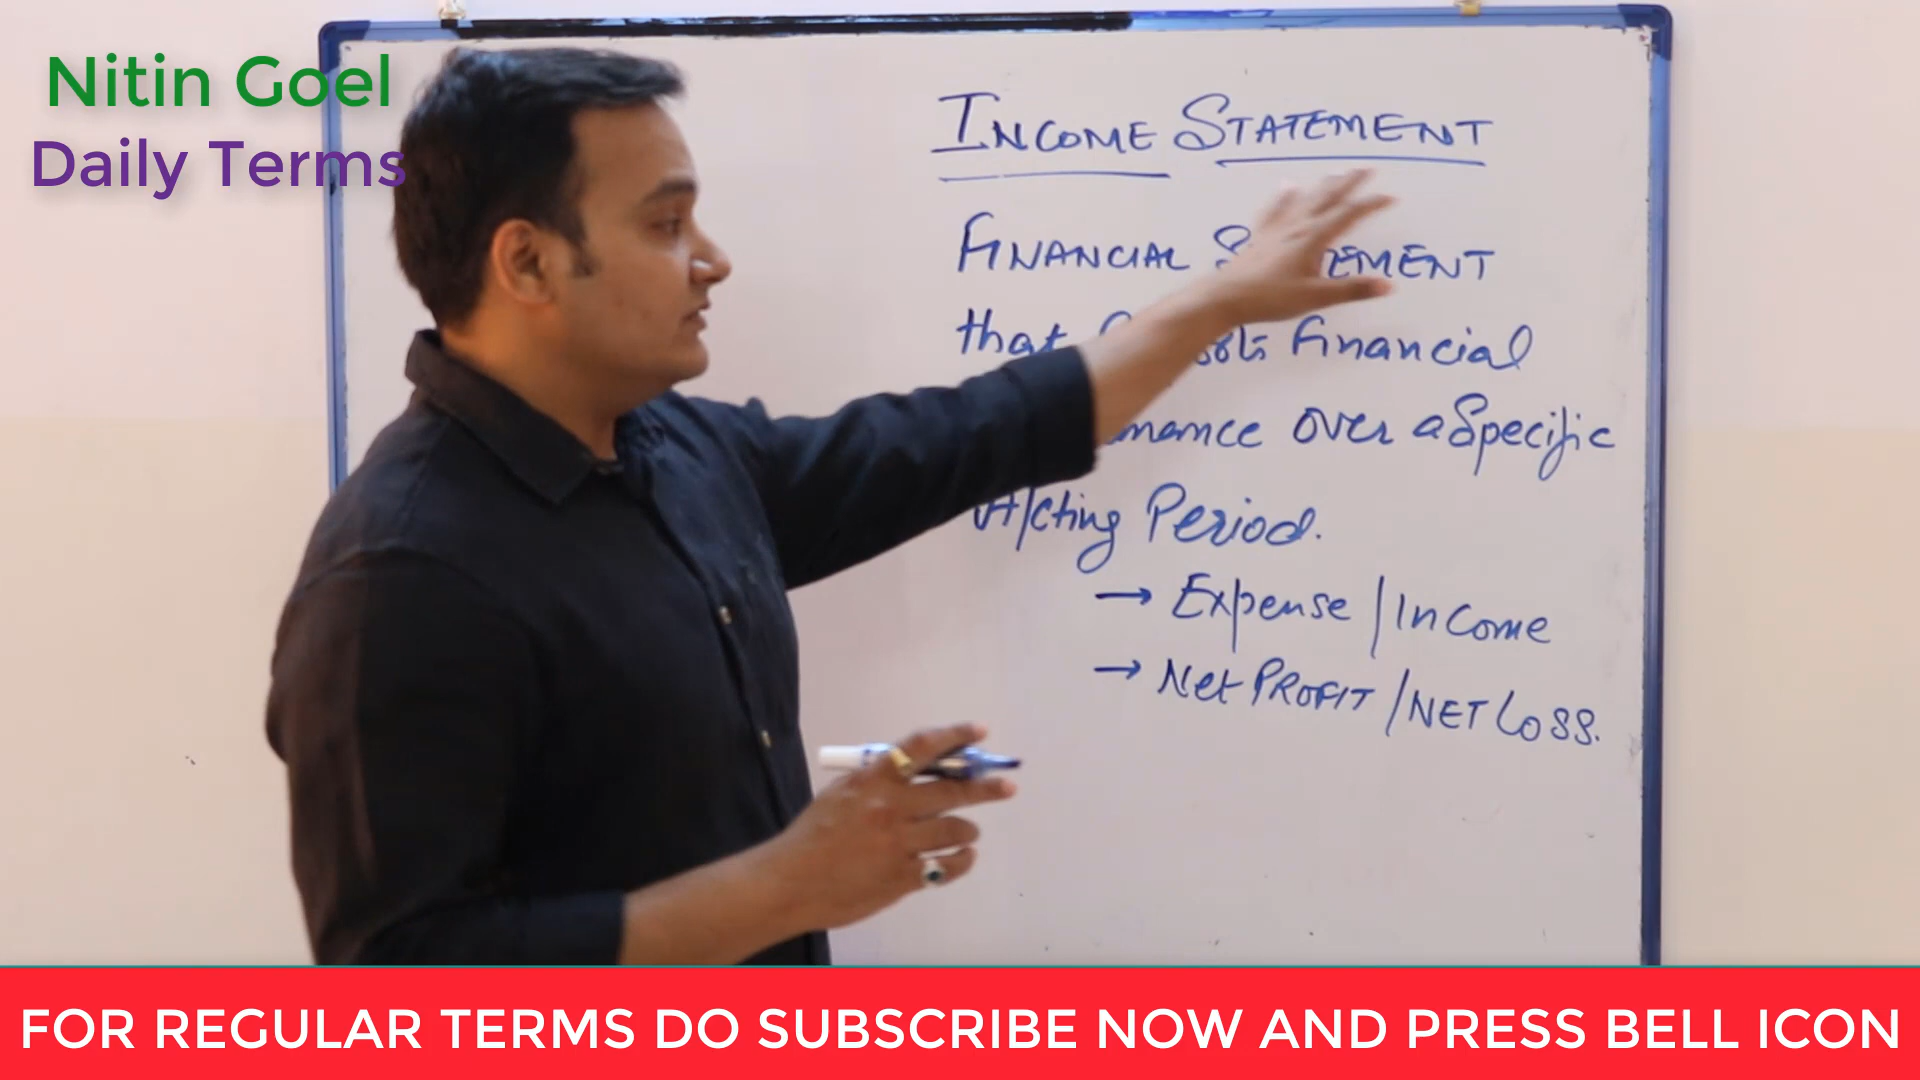 Nitin Goel
Daily Terms
INCOME STATEMENT
FINANCIAL
that Financial
over a Specific
A/cting Period.
→ Expense / Income
→ Net PROFIT / NET LOSS.
FOR REGULAR TERMS DO SUBSCRIBE NOW AND PRESS BELL ICON